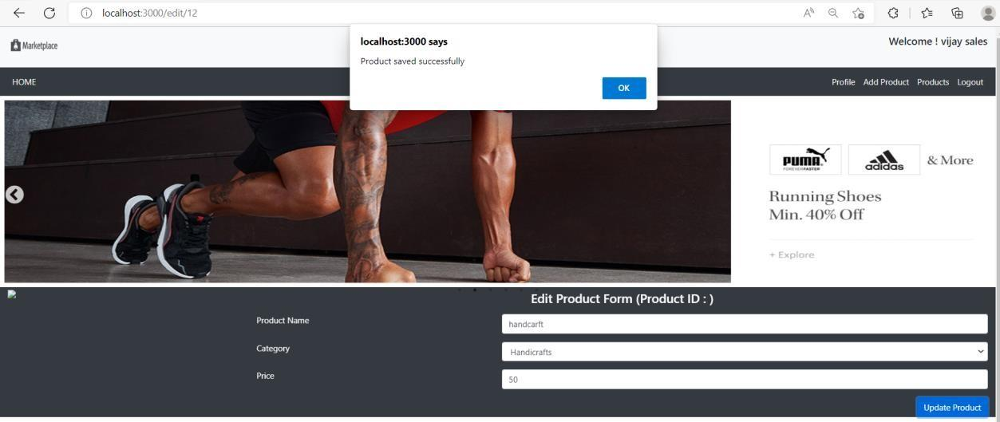 localhost:3000/edit/12
localhost:3000 says
Product saved successfully
OK
Marketplace
Welcome ! vijay sales
HOME
Profile Add Product Products Logout
PUMA
FOREVER FASTER
adidas
& More
Running Shoes
Min. 40% Off
+ Explore
Edit Product Form (Product ID : )
Product Name
handcarft
Category
Handicrafts
Price
50
Update Product